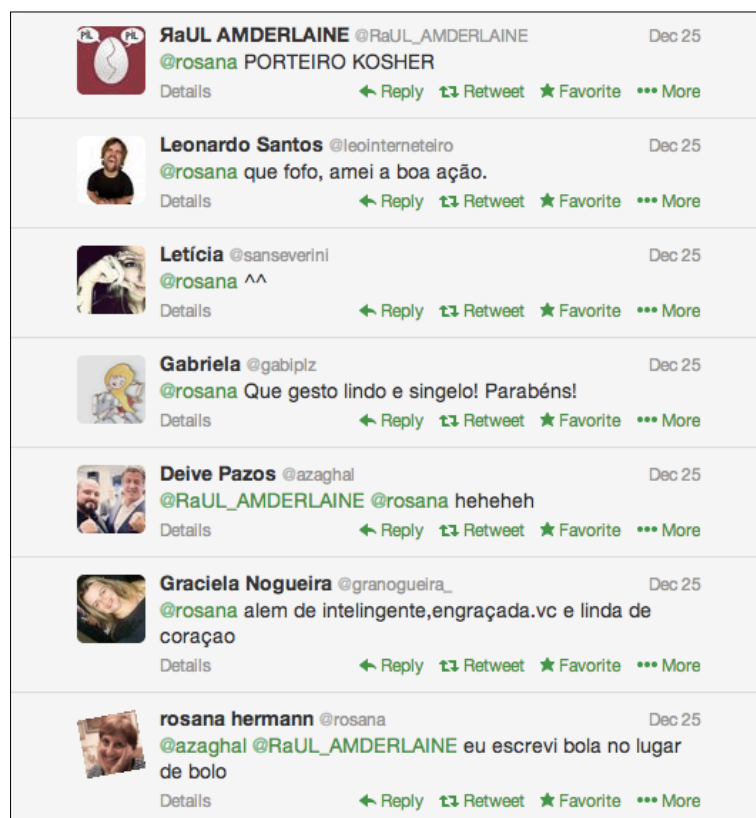 PIL PIL
ЯaUL AMDERLAINE @RaUL_AMDERLAINE Dec 25
@rosana PORTEIRO KOSHER
Details Reply Retweet Favorite More
Leonardo Santos @leointerneteiro Dec 25
@rosana que fofo, amei a boa ação.
Details Reply Retweet Favorite More
Letícia @sanseverini Dec 25
@rosana ^^
Details Reply Retweet Favorite More
Gabriela @gabiplz Dec 25
@rosana Que gesto lindo e singelo! Parabéns!
Details Reply Retweet Favorite More
Deive Pazos @azaghal Dec 25
@RaUL_AMDERLAINE @rosana heheheh
Details Reply Retweet Favorite More
Graciela Nogueira @granogueira_ Dec 25
@rosana alem de intelingente,engraçada.vc e linda de
coraçao
Details Reply Retweet Favorite More
rosana hermann @rosana Dec 25
@azaghal @RaUL_AMDERLAINE eu escrevi bola no lugar
de bolo
Details Reply Retweet Favorite More